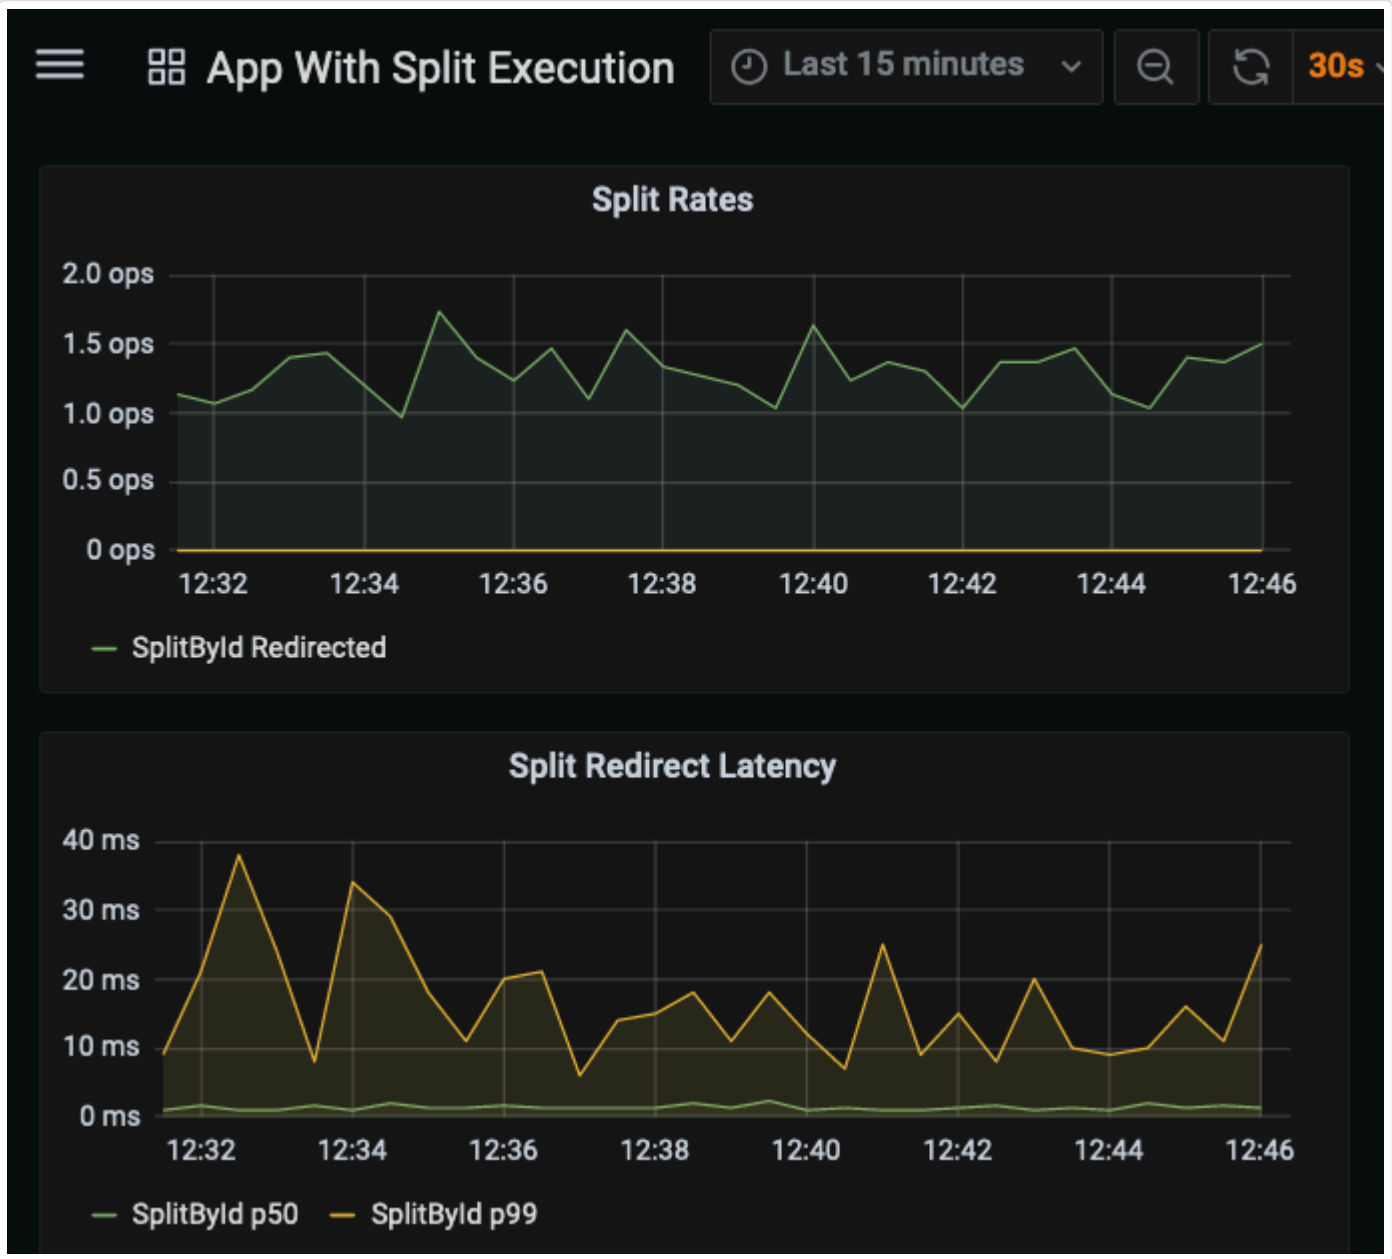 App With Split Execution
Last 15 minutes
30s
Split Rates
2.0 ops
1.5 ops
1.0 ops
0.5 ops
0 ops
12:32 12:34 12:36 12:38 12:40 12:42 12:44 12:46
SplitById Redirected
Split Redirect Latency
40 ms
30 ms
20 ms
10 ms
0 ms
12:32 12:34 12:36 12:38 12:40 12:42 12:44 12:46
SplitById p50 SplitById p99